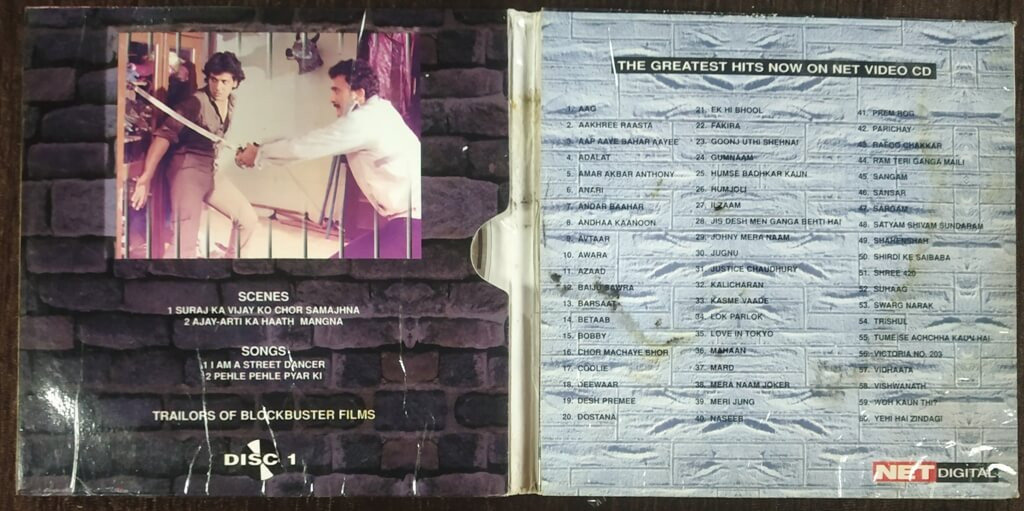 SCENES
1 SURAJ KA VIJAY KO CHOR SAMAJHNA
2 AJAY-ARTI KA HAATH MANGNA
SONGS
1 I AM A STREET DANCER
2 PEHLE PEHLE PYAR KI
TRAILORS OF BLOCKBUSTER FILMS
DISC 1
THE GREATEST HITS NOW ON NET VIDEO CD
1. AAG
2. AAKHREE RAASTA
3. AAP AAYE BAHAR AAYEE
4. ADALAT
5. AMAR AKBAR ANTHONY
6. ANARI
7. ANDAR BAAHAR
8. ANDHAA KAANOON
9. AVTAAR
10. AWARA
11. AZAAD
12. BAIJU BAWRA
13. BARSAAT
14. BETAAB
15. BOBBY
16. CHOR MACHAYE SHOR
17. COOLIE
18. DEEWAAR
19. DESH PREMEE
20. DOSTANA
21. EK HI BHOOL
22. FAKIRA
23. GOONJ UTHI SHEHNAI
24. GUMNAAM
25. HUMSE BADHKAR KAUN
26. HUMJOLI
27. ILZAAM
28. JIS DESH MEN GANGA BEHTI HAI
29. JOHNY MERA NAAM
30. JUGNU
31. JUSTICE CHAUDHURY
32. KALICHARAN
33. KASME VAADE
34. LOK PARLOK
35. LOVE IN TOKYO
36. MAHAAN
37. MARD
38. MERA NAAM JOKER
39. MERI JUNG
40. NASEEB
41. PREM ROG
42. PARICHAY
43. RAFOO CHAKKAR
44. RAM TERI GANGA MAILI
45. SANGAM
46. SANSAR
47. SARGAM
48. SATYAM SHIVAM SUNDARAM
49. SHAHENSHAH
50. SHIRDI KE SAIBABA
51. SHREE 420
52. SUHAAG
53. SWARG NARAK
54. TRISHUL
55. TUMSE ACHCHHA KAUN HAI
56. VICTORIA NO. 203
57. VIDHAATA
58. VISHWANATH
59. WOH KAUN THI?
60. YEHI HAI ZINDAGI
NET DIGITAL